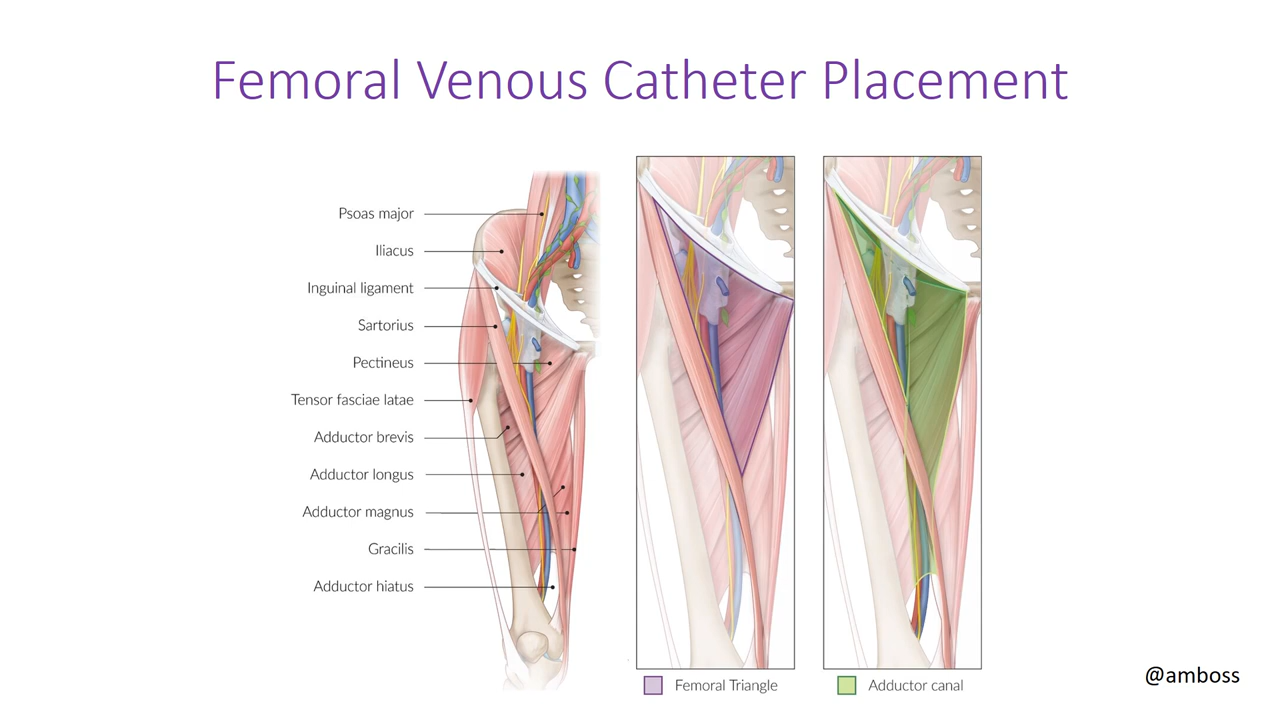 Femoral Venous Catheter Placement
Psoas major
Iliacus
Inguinal ligament
Sartorius
Pectineus
Tensor fasciae latae
Adductor brevis
Adductor longus
Adductor magnus
Gracilis
Adductor hiatus
Femoral Triangle
Adductor canal
@amboss